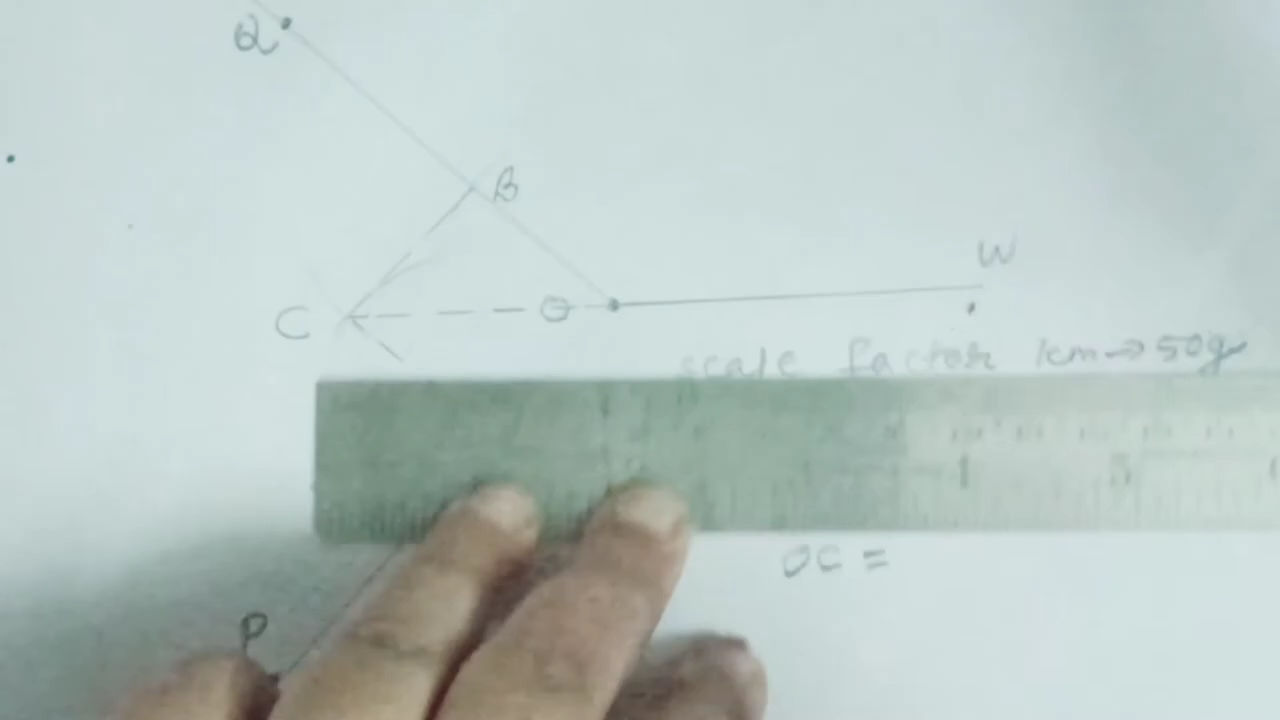 Q
B
W
C
O
scale factor 1cm→50g
OC =
P